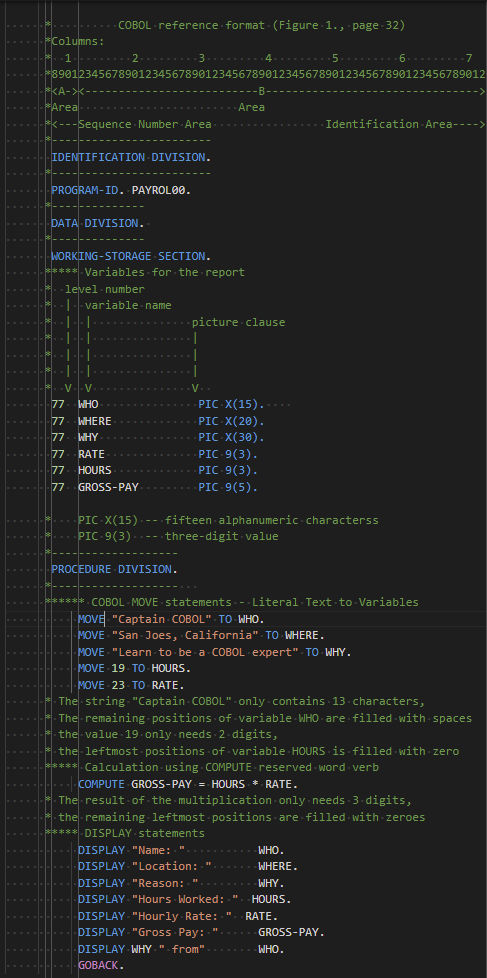 *          COBOL reference format (Figure 1., page 32)
*Columns:
*  1         2         3         4         5         6         7
*89012345678901234567890123456789012345678901234567890123456789012
*<A-><--------------------------B-------------------------------->
*Area                        Area
*<---Sequence Number Area                 Identification Area---->
*------------------------
IDENTIFICATION DIVISION.
*------------------------
PROGRAM-ID. PAYROL00.
*--------------
DATA DIVISION.
*--------------
WORKING-STORAGE SECTION.
***** Variables for the report
*  level number
*  |  variable name
*  |  |               picture clause
*  |  |               |
*  |  |               |
*  |  |               |
*  V  V               V
77  WHO               PIC X(15).
77  WHERE             PIC X(20).
77  WHY               PIC X(30).
77  RATE              PIC 9(3).
77  HOURS             PIC 9(3).
77  GROSS-PAY         PIC 9(5).
*    PIC X(15) -- fifteen alphanumeric characterss
*    PIC 9(3)  -- three-digit value
*-------------------
PROCEDURE DIVISION.
*-------------------
****** COBOL MOVE statements - Literal Text to Variables
MOVE "Captain COBOL" TO WHO.
MOVE "San Joes, California" TO WHERE.
MOVE "Learn to be a COBOL expert" TO WHY.
MOVE 19 TO HOURS.
MOVE 23 TO RATE.
* The string "Captain COBOL" only contains 13 characters,
* The remaining positions of variable WHO are filled with spaces
* the value 19 only needs 2 digits,
* the leftmost positions of variable HOURS is filled with zero
***** Calculation using COMPUTE reserved word verb
COMPUTE GROSS-PAY = HOURS * RATE.
* The result of the multiplication only needs 3 digits,
* the remaining leftmost positions are filled with zeroes
***** DISPLAY statements
DISPLAY "Name: "           WHO.
DISPLAY "Location: "       WHERE.
DISPLAY "Reason: "         WHY.
DISPLAY "Hours Worked: "  HOURS.
DISPLAY "Hourly Rate: "  RATE.
DISPLAY "Gross Pay: "      GROSS-PAY.
DISPLAY WHY " from"        WHO.
GOBACK.